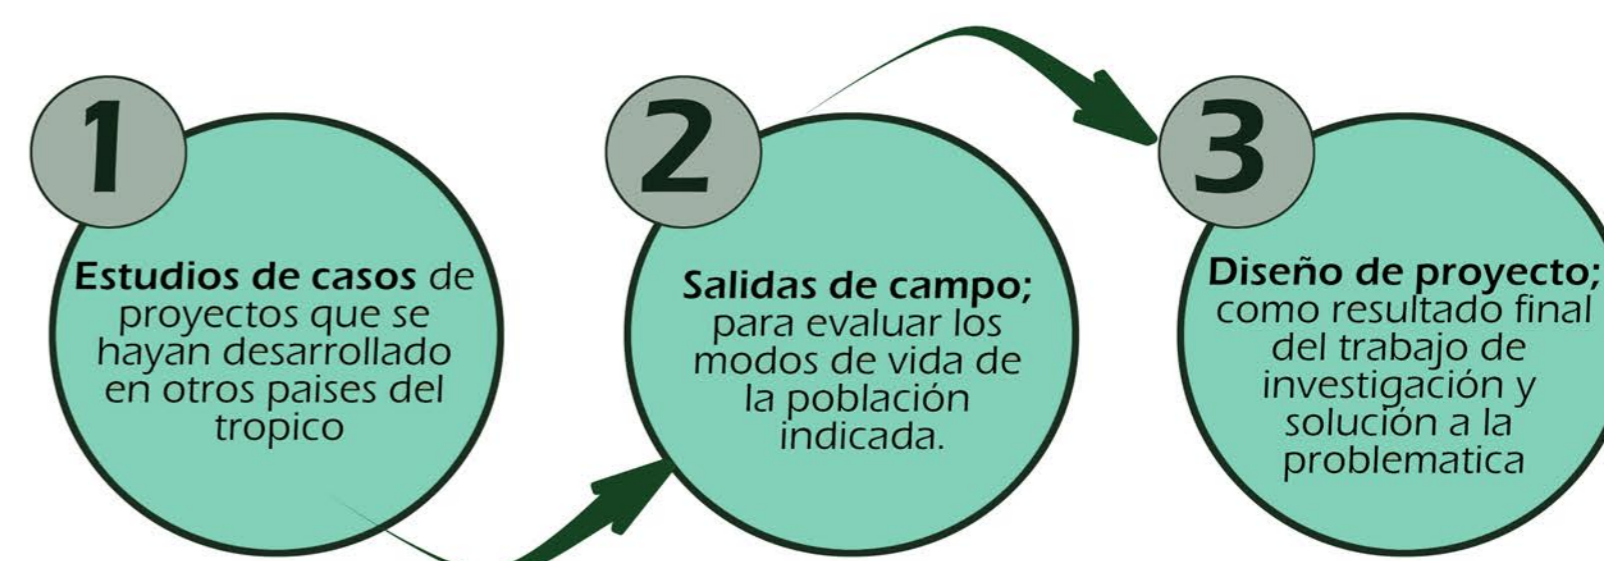 1
Estudios de casos de
proyectos que se
hayan desarrollado
en otros paises del
tropico
2
Salidas de campo;
para evaluar los
modos de vida de
la población
indicada.
3
Diseño de proyecto;
como resultado final
del trabajo de
investigación y
solución a la
problematica